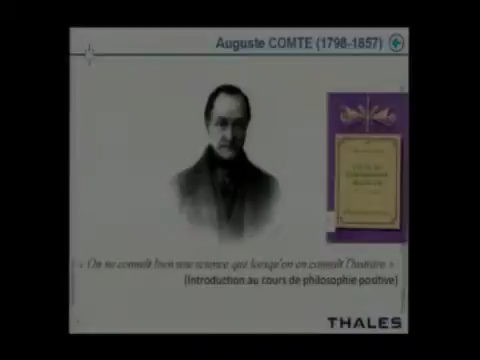 Auguste COMTE (1798-1857)
« On ne connaît bien une science que lorsqu'on en connaît l'histoire »
(Introduction au cours de philosophie positive)
THALES